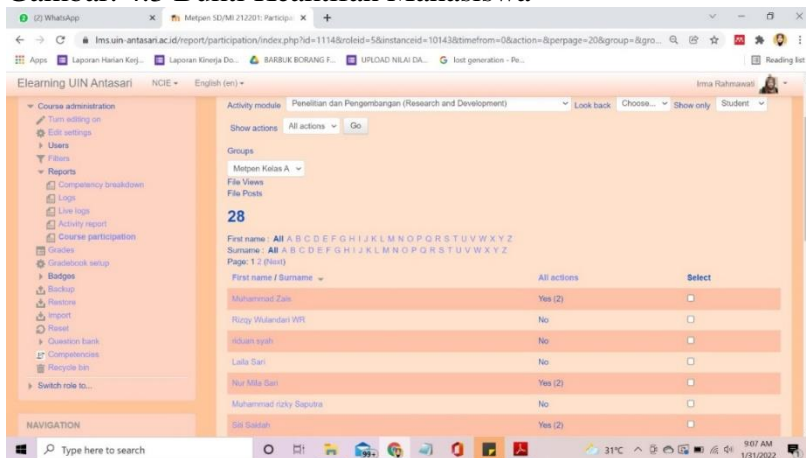 (2) WhatsApp
Metpen SD/MI 212201: Participa
lms.uin-antasari.ac.id/report/participation/index.php?id=1114&roleid=5&instanceid=10143&timefrom=0&action=&perpage=20&group=&gro...
Apps Laporan Harian Kerj... Laporan Kinerja Do... BARBUK BORANG F... UPLOAD NILAI DA... lost generation - Pe... Reading list
Elearning UIN Antasari NCIE English (en) Irma Rahmawati
Course administration
Turn editing on
Edit settings
Users
Filters
Reports
Competency breakdown
Logs
Live logs
Activity report
Course participation
Grades
Gradebook setup
Badges
Backup
Restore
Import
Reset
Question bank
Competencies
Recycle bin
Switch role to...
NAVIGATION
Activity module Penelitian dan Pengembangan (Research and Development) Look back Choose... Show only Student
Show actions All actions Go
Groups
Metpen Kelas A
File Views
File Posts
28
First name : All A B C D E F G H I J K L M N O P Q R S T U V W X Y Z
Surname : All A B C D E F G H I J K L M N O P Q R S T U V W X Y Z
Page: 1 2 (Next)
First name / Surname All actions Select
Muhammad Zaix Yes (2)
Rizqy Wulandari WR No
riduan syah No
Laila Sari No
Nur Mila Sari Yes (2)
Muhammad rizky Saputra No
Siti Saidah Yes (2)
Type here to search
99+
31°C
9:07 AM
1/31/2022